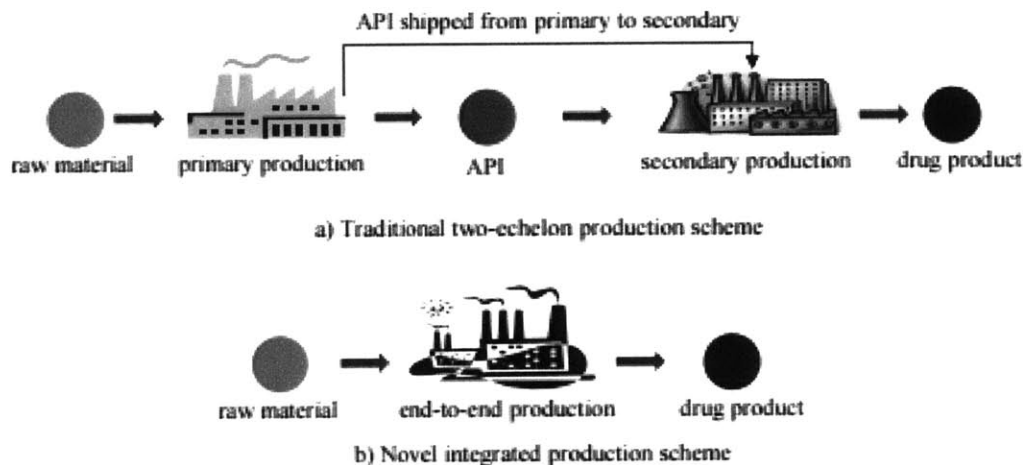 API shipped from primary to secondary
raw material
primary production
API
secondary production
drug product
a) Traditional two-echelon production scheme
raw material
end-to-end production
drug product
b) Novel integrated production scheme